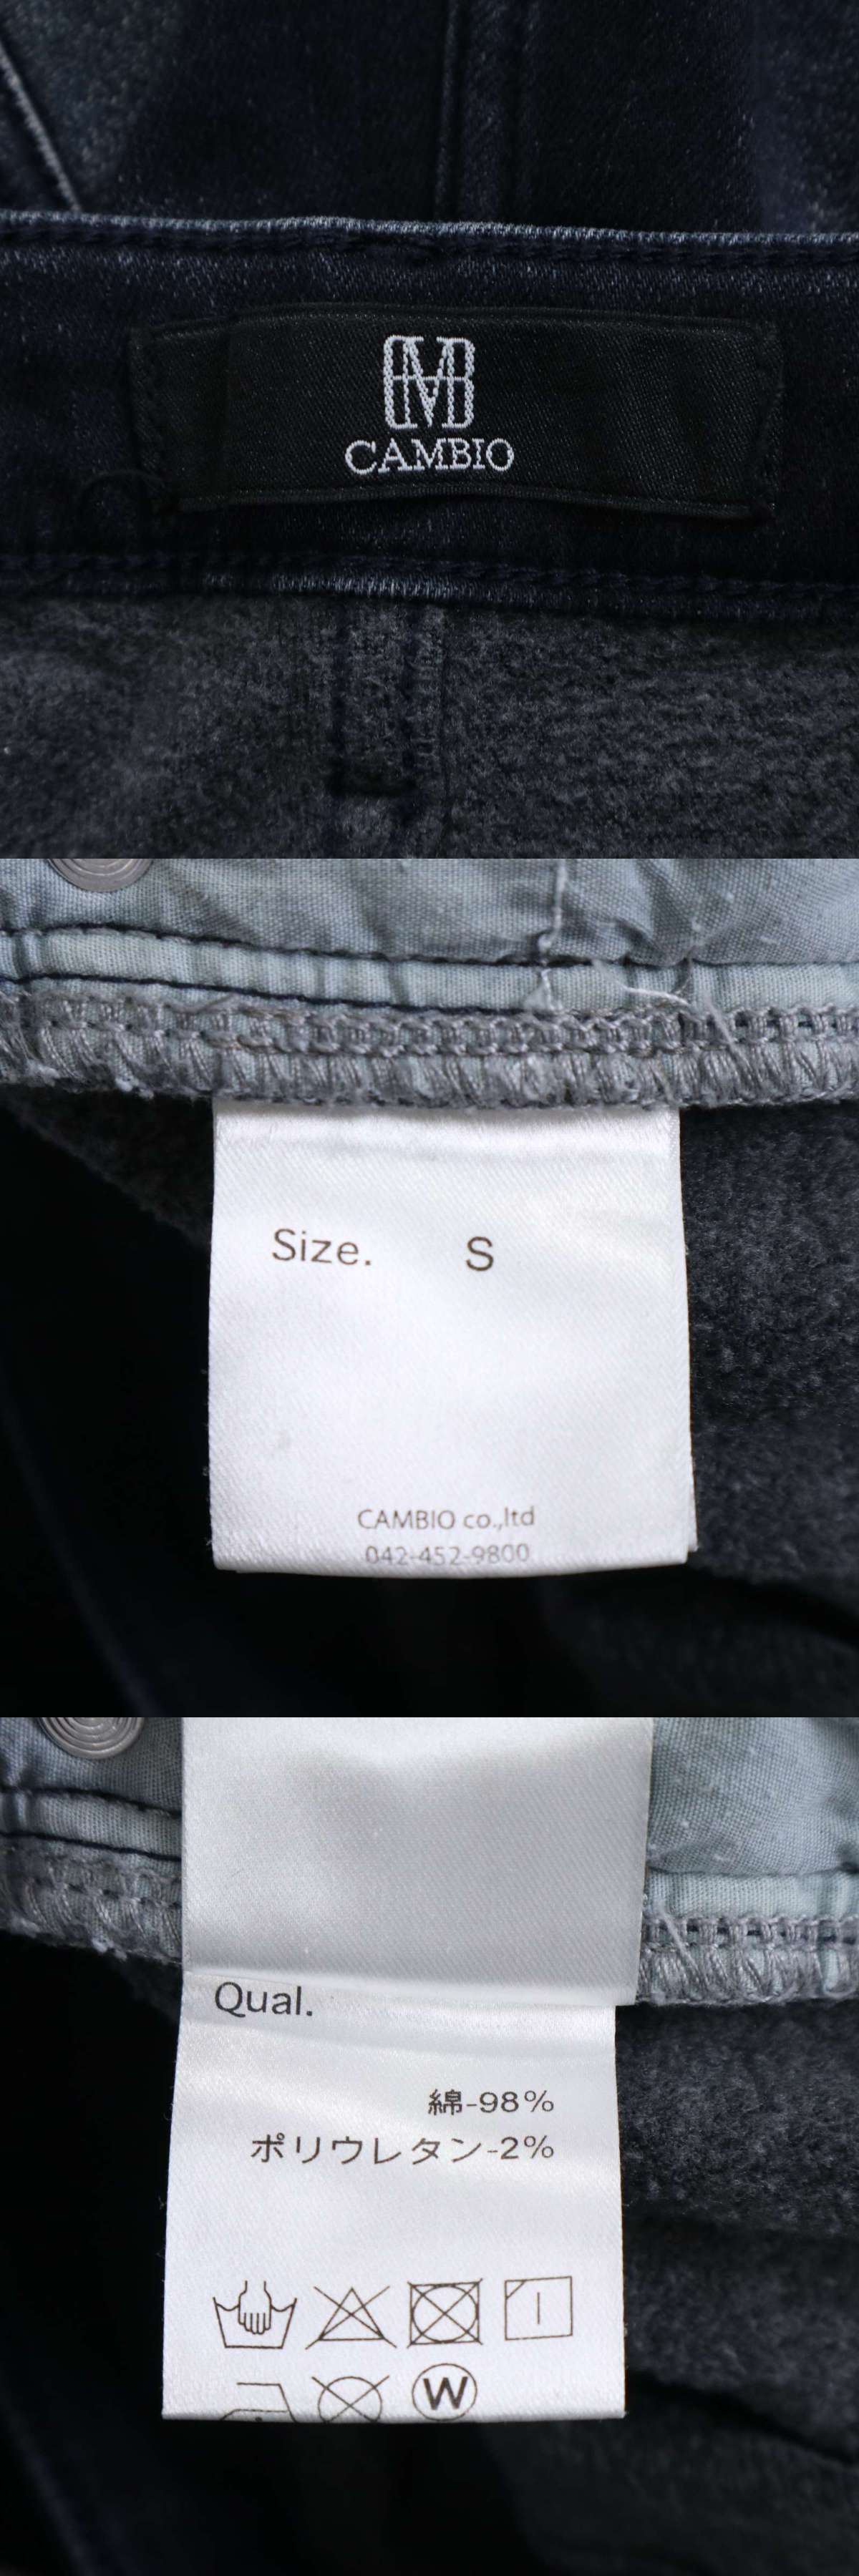 CAMBIO
Size. S
CAMBIO co.,ltd
042-452-9800
Qual.
綿-98%
ポリウレタン-2%
W